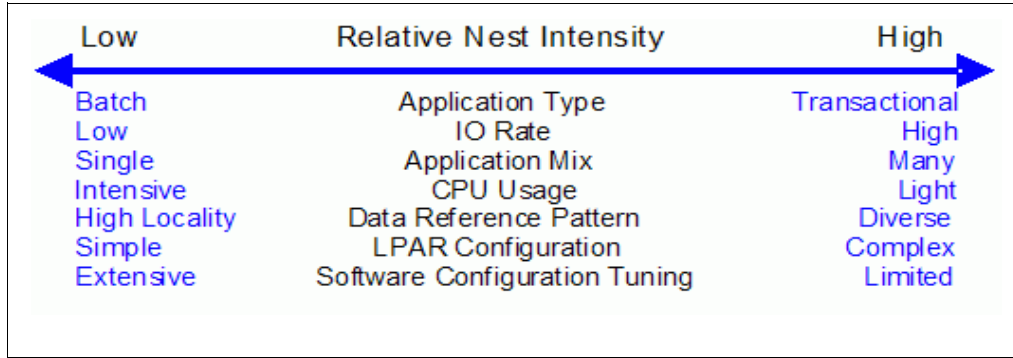 Low Relative Nest Intensity High
Batch Application Type Transactional
Low IO Rate High
Single Application Mix Many
Intensive CPU Usage Light
High Locality Data Reference Pattern Diverse
Simple LPAR Configuration Complex
Extensive Software Configuration Tuning Limited